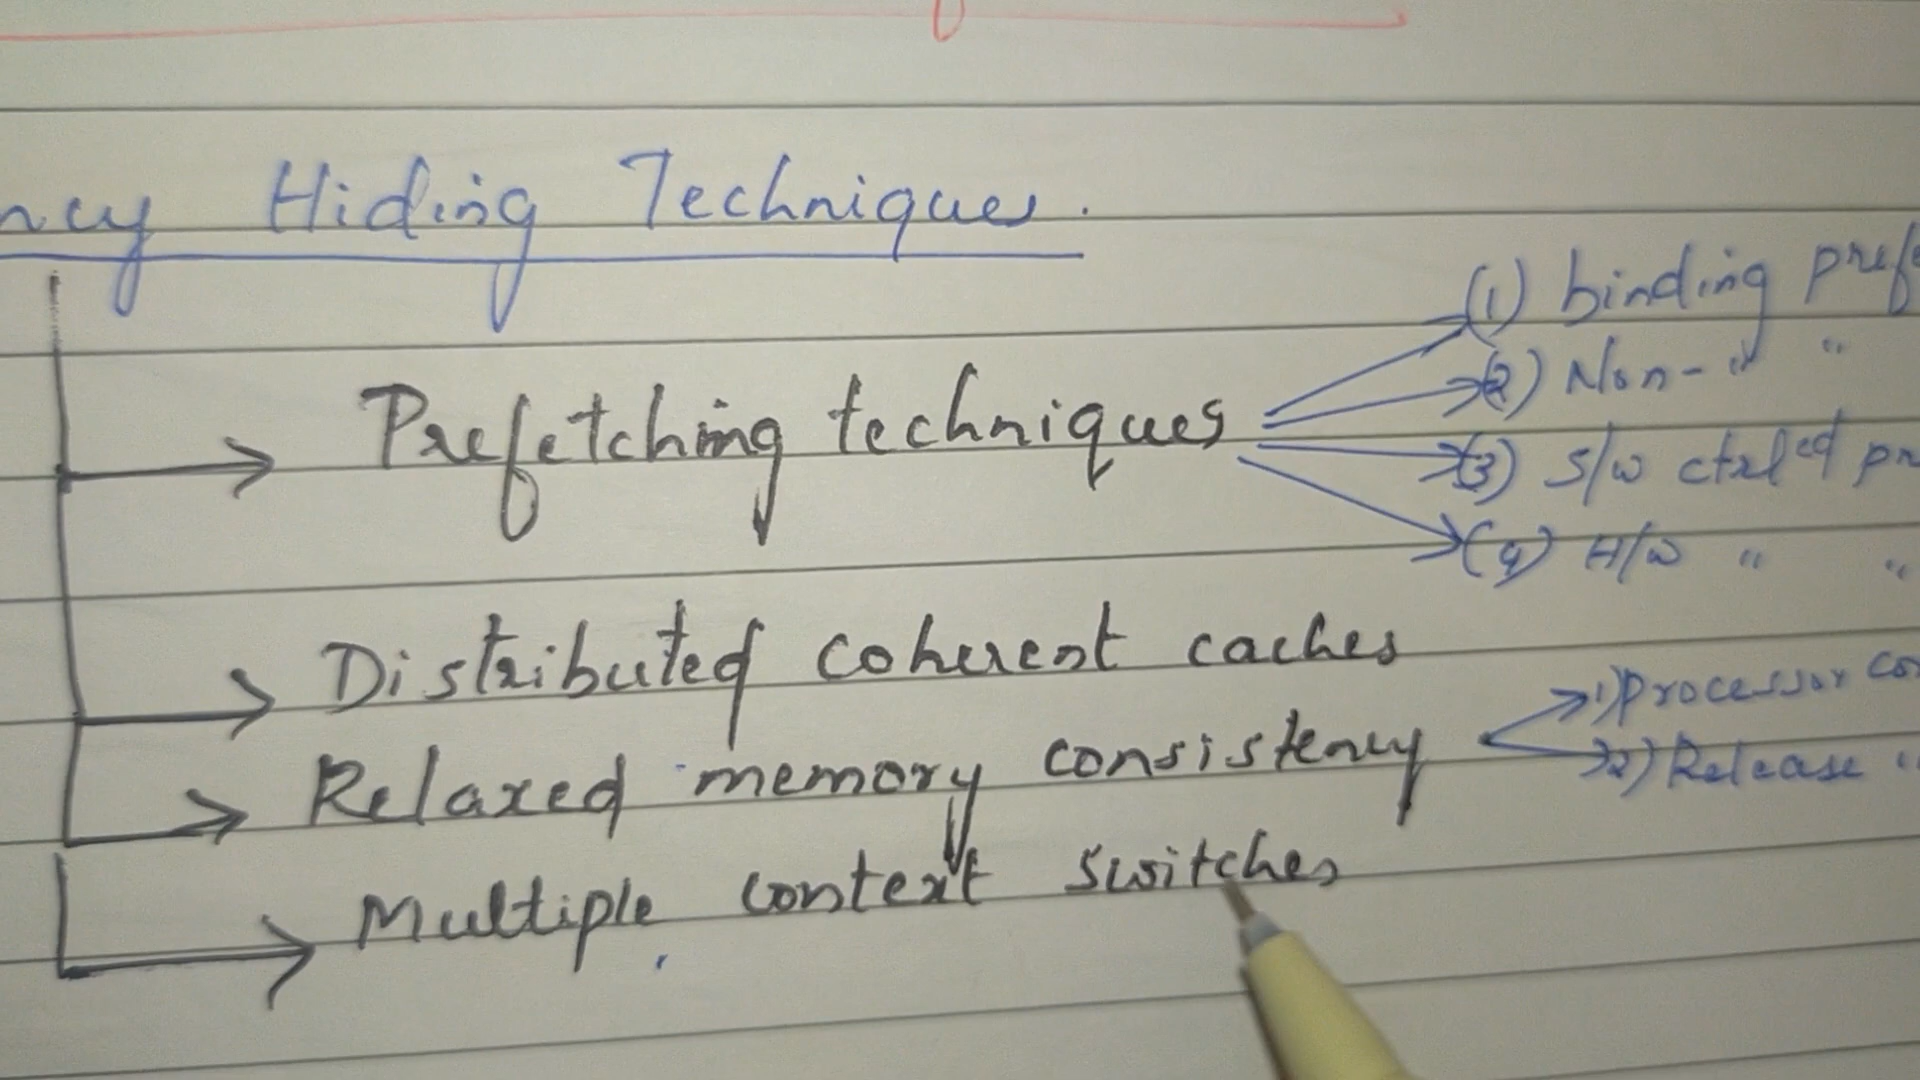 Hiding Techniques.
Prefetching techniques
(1) binding
(2) Non- " "
(3) S/w ctrled
(4) H/w " "
Distributed coherent caches
Relaxed memory consistency
1) Processor
2) Release "
Multiple context switches